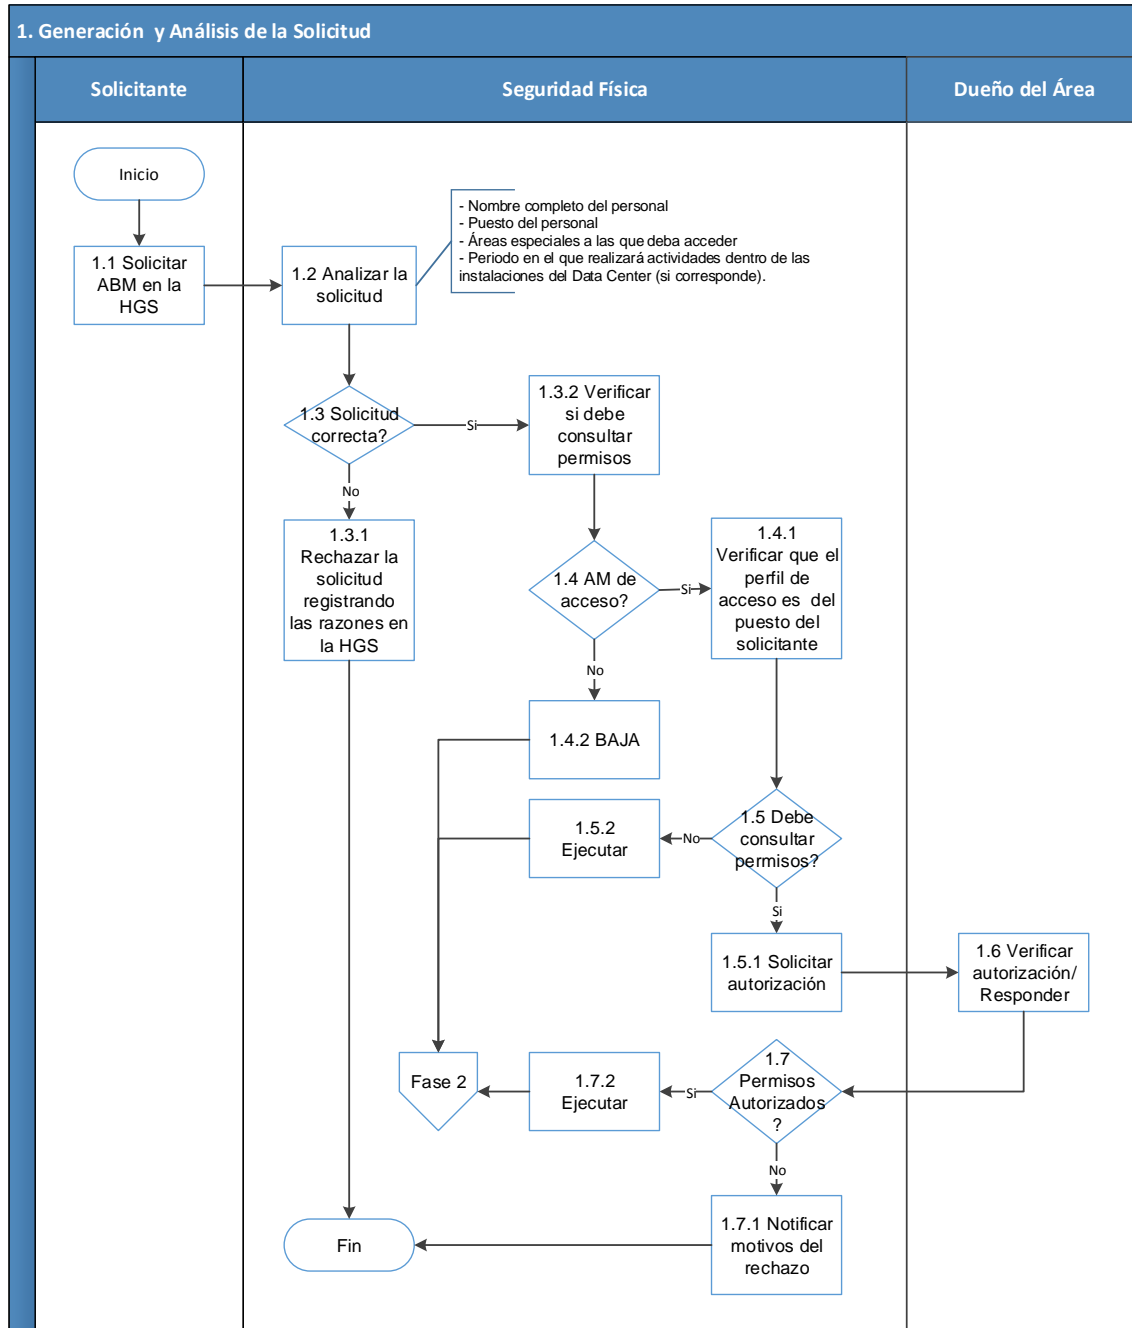 1. Generación y Análisis de la Solicitud
Solicitante
Seguridad Física
Dueño del Área
Inicio
- Nombre completo del personal
- Puesto del personal
- Áreas especiales a las que deba acceder
- Periodo en el que realizará actividades dentro de las
instalaciones del Data Center (si corresponde).
1.1 Solicitar
ABM en la
HGS
1.2 Analizar la
solicitud
1.3 Solicitud
correcta?
Si
1.3.2 Verificar
si debe
consultar
permisos
No
1.3.1
Rechazar la
solicitud
registrando
las razones en
la HGS
1.4 AM de
acceso?
Si
1.4.1
Verificar que el
perfil de
acceso es del
puesto del
solicitante
No
1.4.2 BAJA
1.5 Debe
consultar
permisos?
No
1.5.2
Ejecutar
Si
1.5.1 Solicitar
autorización
1.6 Verificar
autorización/
Responder
1.7
Permisos
Autorizados
?
Si
1.7.2
Ejecutar
Fase 2
No
1.7.1 Notificar
motivos del
rechazo
Fin